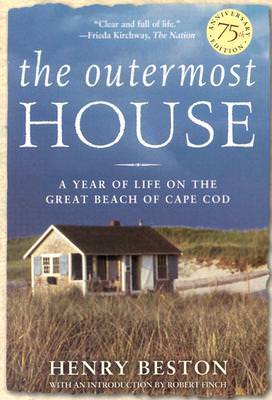 "Clear and full of life."
—Frieda Kirchway, The Nation
ANNIVERSARY
75th
EDITION
the outermost
HOUSE
A YEAR OF LIFE ON THE
GREAT BEACH OF CAPE COD
HENRY BESTON
WITH AN INTRODUCTION BY ROBERT FINCH